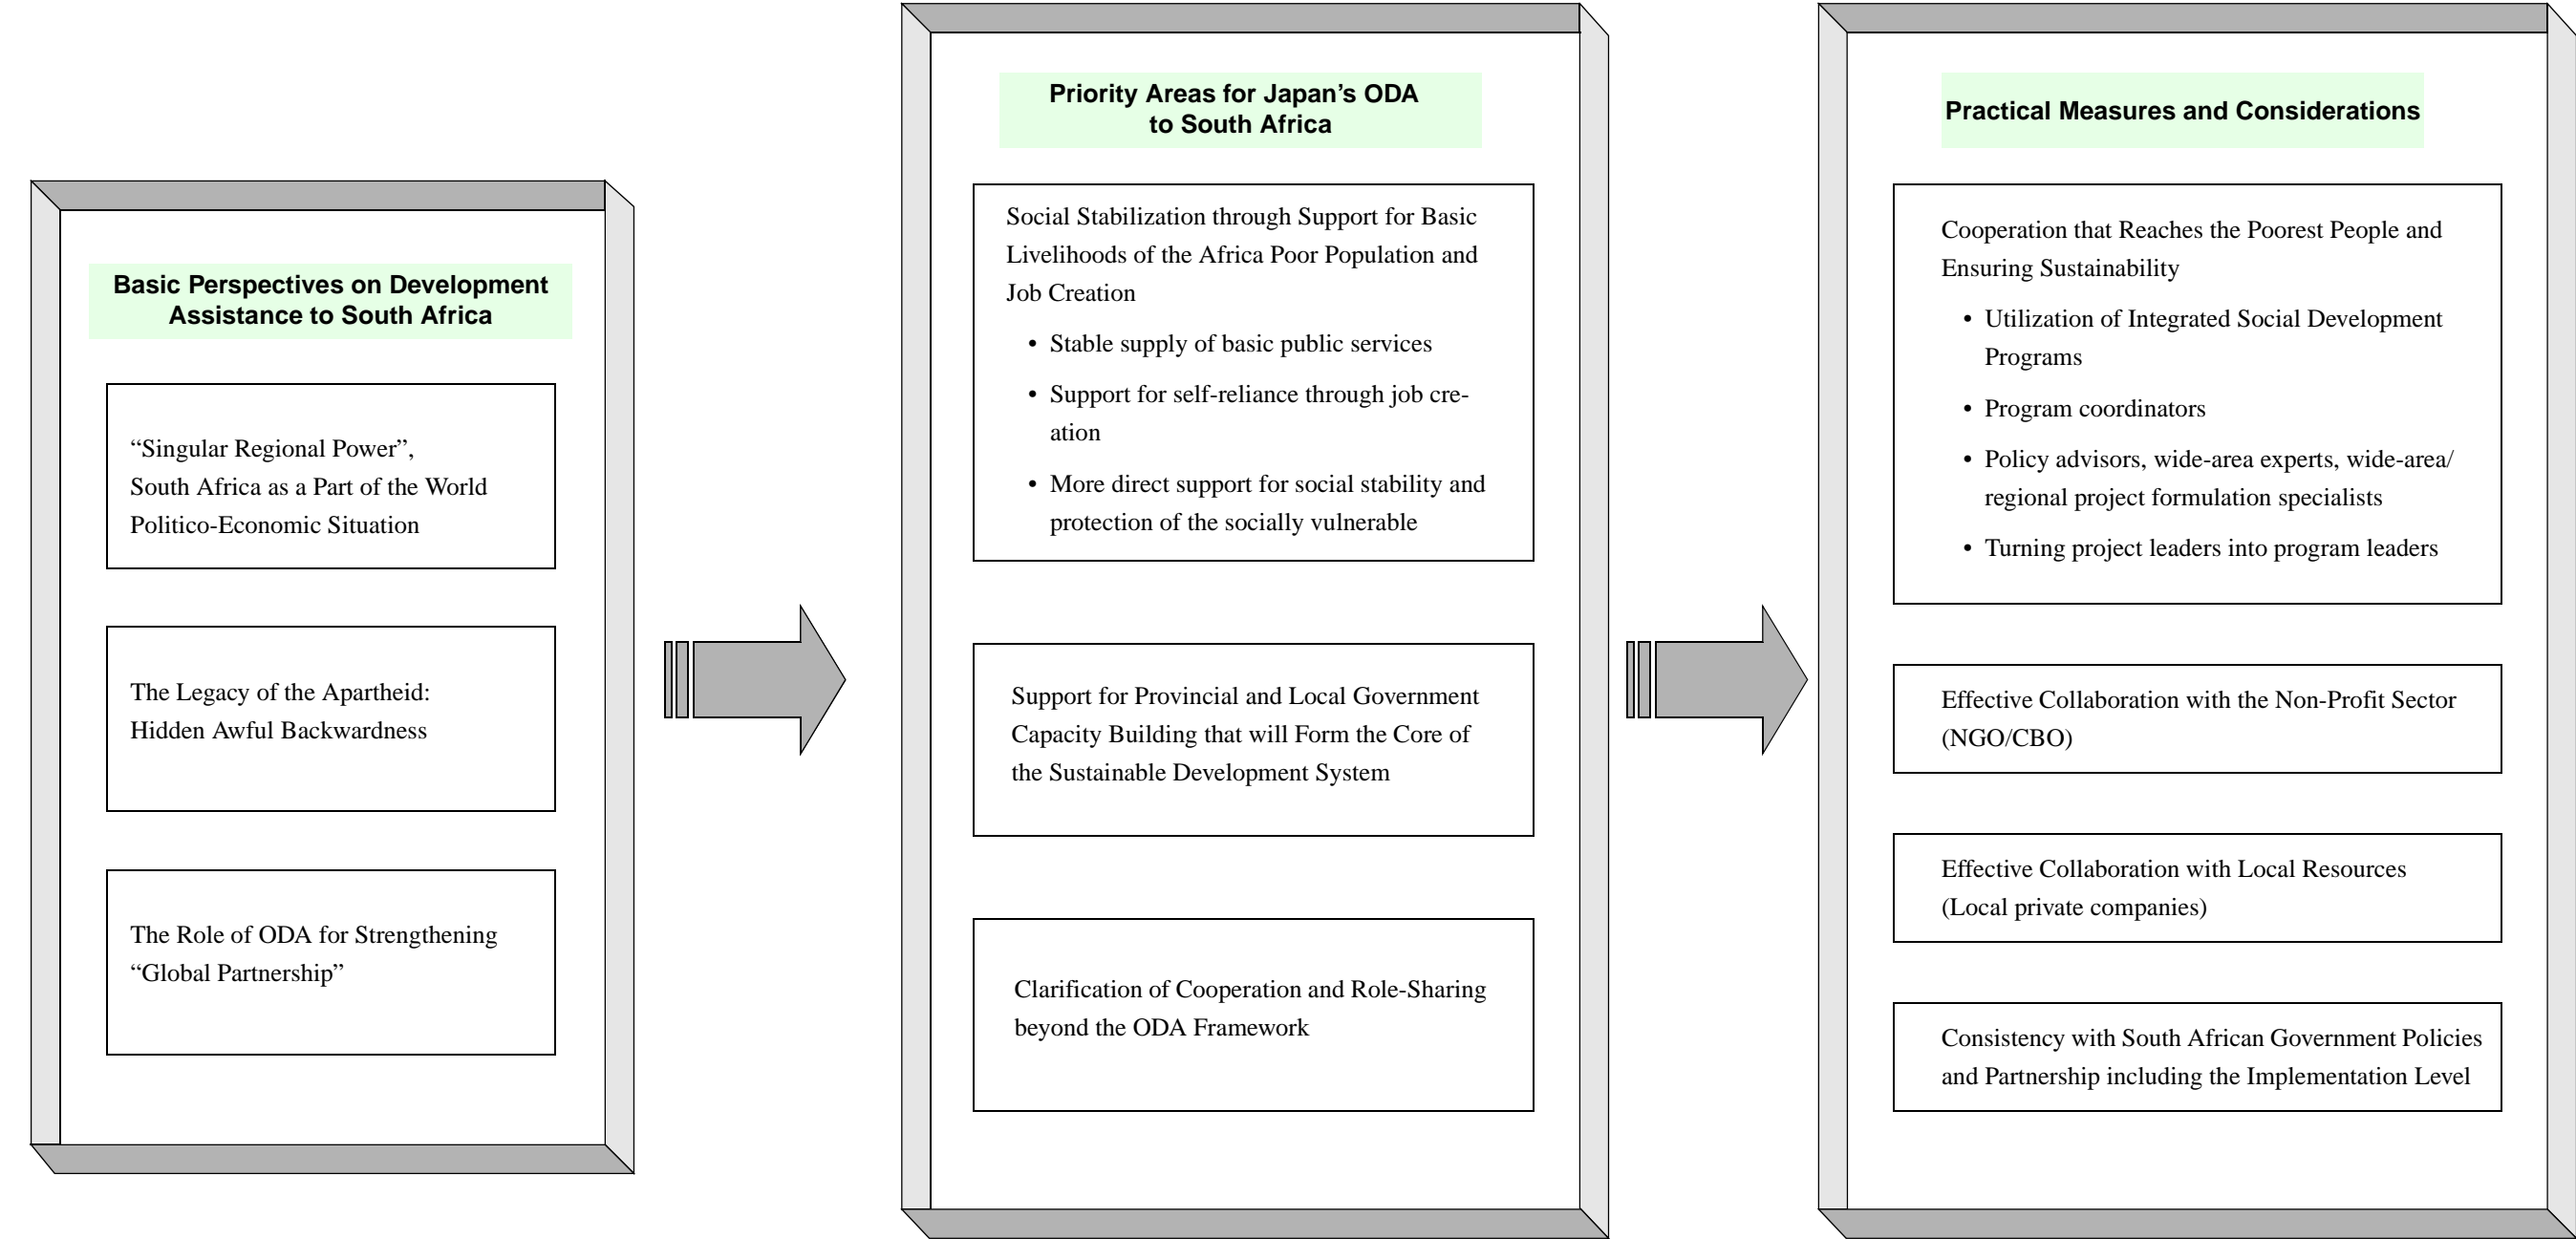 Basic Perspectives on Development
Assistance to South Africa
“Singular Regional Power”,
South Africa as a Part of the World
Politico-Economic Situation
The Legacy of the Apartheid:
Hidden Awful Backwardness
The Role of ODA for Strengthening
“Global Partnership”
Priority Areas for Japan’s ODA
to South Africa
Social Stabilization through Support for Basic
Livelihoods of the Africa Poor Population and
Job Creation
• Stable supply of basic public services
• Support for self-reliance through job cre-
ation
• More direct support for social stability and
protection of the socially vulnerable
Support for Provincial and Local Government
Capacity Building that will Form the Core of
the Sustainable Development System
Clarification of Cooperation and Role-Sharing
beyond the ODA Framework
Practical Measures and Considerations
Cooperation that Reaches the Poorest People and
Ensuring Sustainability
• Utilization of Integrated Social Development
Programs
• Program coordinators
• Policy advisors, wide-area experts, wide-area/
regional project formulation specialists
• Turning project leaders into program leaders
Effective Collaboration with the Non-Profit Sector
(NGO/CBO)
Effective Collaboration with Local Resources
(Local private companies)
Consistency with South African Government Policies
and Partnership including the Implementation Level